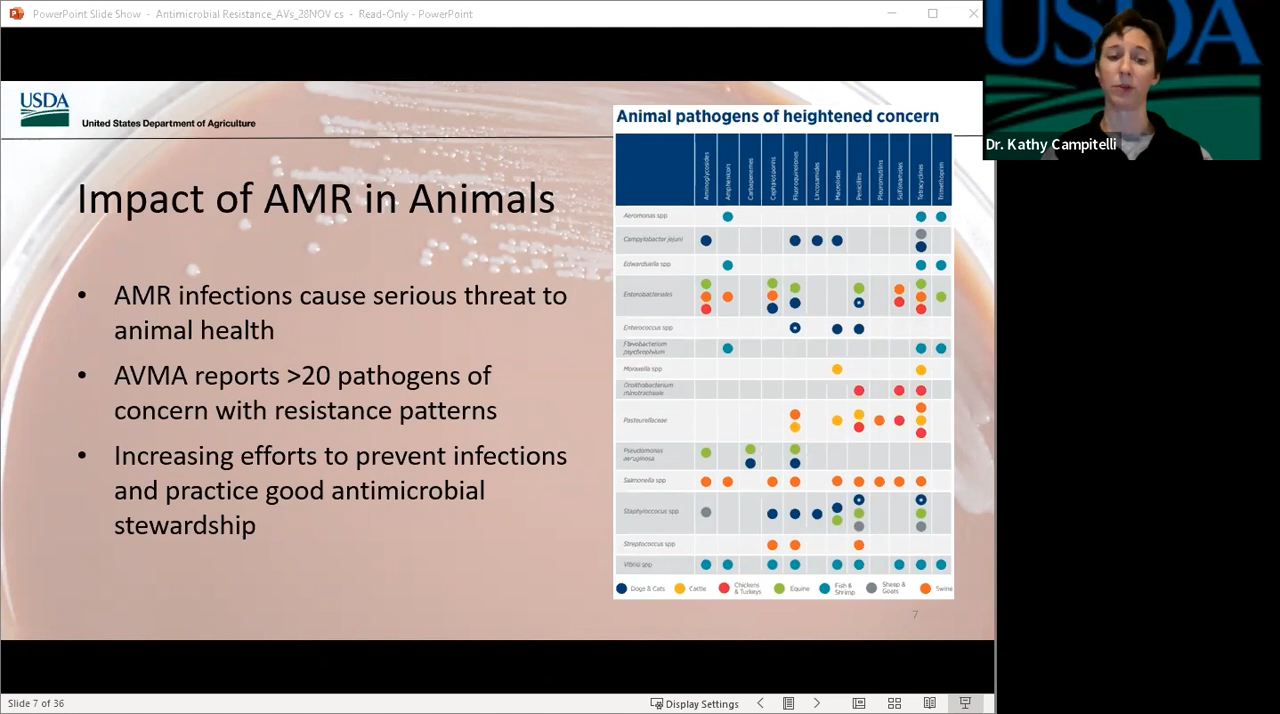 PowerPoint Slide Show - Antimicrobial Resistance_AVs_28NOV cs - Read-Only - PowerPoint
USDA
United States Department of Agriculture
Impact of AMR in Animals
• AMR infections cause serious threat to
animal health
• AVMA reports >20 pathogens of
concern with resistance patterns
• Increasing efforts to prevent infections
and practice good antimicrobial
stewardship
Animal pathogens of heightened concern
Aminoglycosides
Amphenicols
Carbapenemes
Cephlosporins
Fluoroquinolones
Lincosamides
Macrolides
Penicillins
Pleuromutilins
Sulfonamides
Tetracyclines
Trimethoprim
Aeromonas spp
Campylobacter jejuni
Edwardsiella spp
Enterobacterales
Enterococcus spp
Flavobacterium
psychrophilum
Moraxella spp
Ornithobacterium
rhinotracheale
Pasteurellaceae
Pseudomonas
aeruginosa
Salmonella spp
Staphyloccocus spp
Streptococcus spp
Vibrio spp
Dogs & Cats
Cattle
Chickens
& Turkeys
Equine
Fish &
Shrimp
Sheep &
Goats
Swine
7
USDA
Dr. Kathy Campitelli
Slide 7 of 36
Display Settings